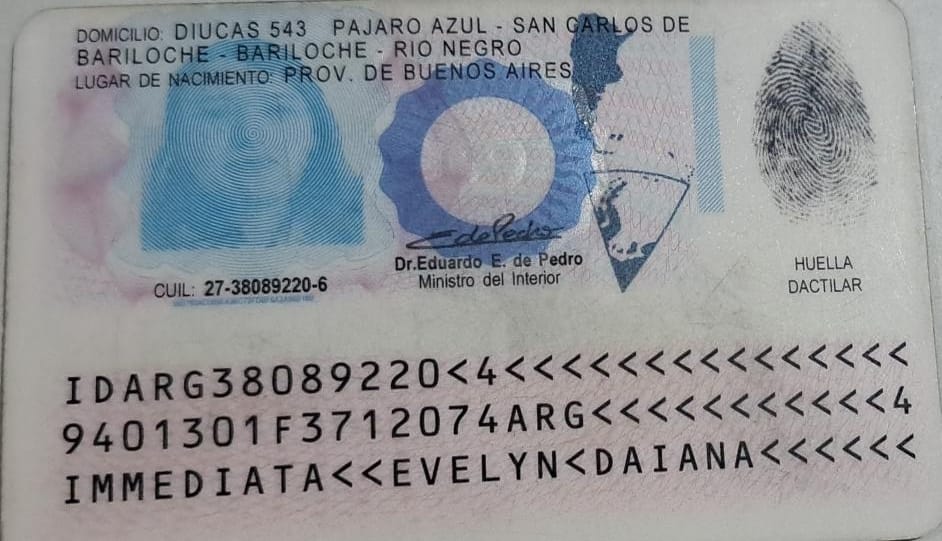 DOMICILIO: DIUCAS 543 PAJARO AZUL - SAN CARLOS DE
BARILOCHE - BARILOCHE - RIO NEGRO
LUGAR DE NACIMIENTO: PROV. DE BUENOS AIRES
EdePedro
Dr.Eduardo E. de Pedro
Ministro del Interior
CUIL: 27-38089220-6
HUELLA
DACTILAR
IDARG38089220<4<<<<<<<<<<<<<<<
9401301F3712074ARG<<<<<<<<<<<4
IMMEDIATA<<EVELYN<DAIANA<<<<<<